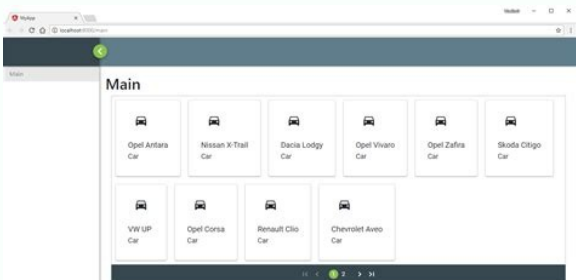 MyApp
localhost:8000/main
Main
Main
Opel Antara
Car
Nissan X-Trail
Car
Dacia Lodgy
Car
Opel Vivaro
Car
Opel Zafira
Car
Skoda Citigo
Car
VW UP
Car
Opel Corsa
Car
Renault Clio
Car
Chevrolet Aveo
Car
1 2